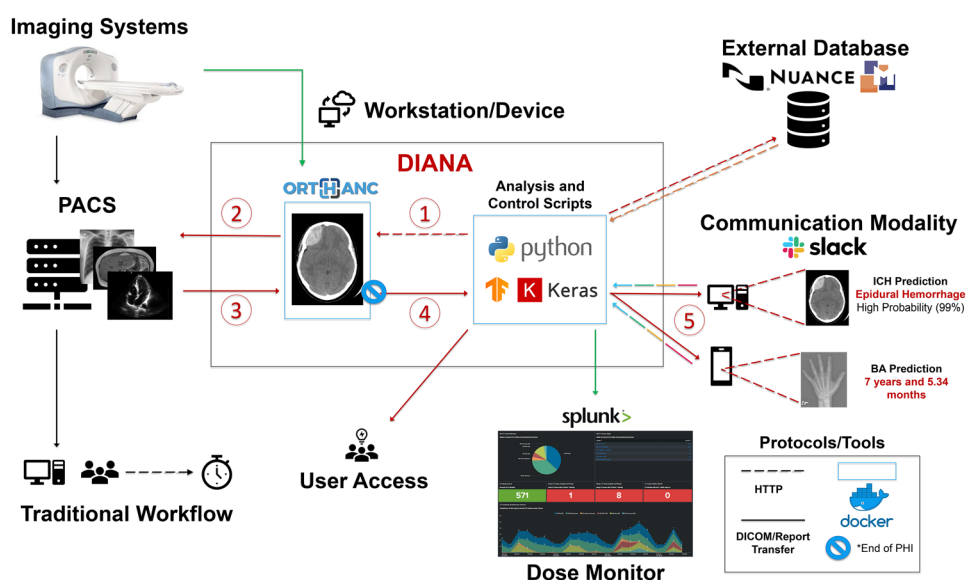 Imaging Systems
External Database
NUANCE
Workstation/Device
DIANA
ORTHANC
Analysis and
Control Scripts
PACS
2
1
python
Keras
3
4
Communication Modality
slack
ICH Prediction
Epidural Hemorrhage
High Probability (99%)
5
BA Prediction
7 years and 5.34
months
splunk>
571
1
8
0
User Access
Traditional Workflow
Dose Monitor
Protocols/Tools
HTTP
docker
DICOM/Report
Transfer
*End of PHI